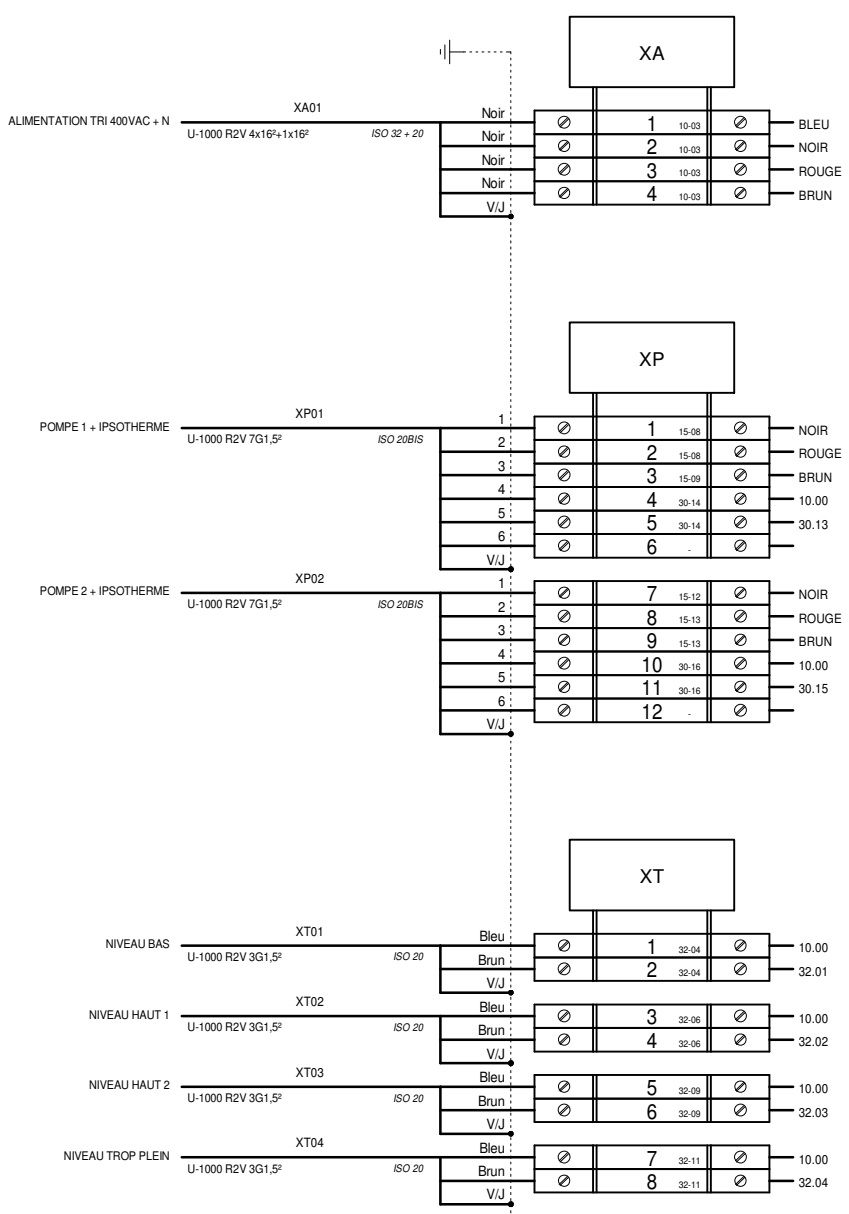 XA
ALIMENTATION TRI 400VAC + N
XA01
U-1000 R2V 4x16²+1x16²
ISO 32 + 20
Noir 1 10-03 BLEU
Noir 2 10-03 NOIR
Noir 3 10-03 ROUGE
Noir 4 10-03 BRUN
V/J
XP
POMPE 1 + IPSOTHERME
XP01
U-1000 R2V 7G1,5²
ISO 20BIS
1 1 15-08 NOIR
2 2 15-08 ROUGE
3 3 15-09 BRUN
4 4 30-14 10.00
5 5 30-14 30.13
6 6 -
V/J
POMPE 2 + IPSOTHERME
XP02
U-1000 R2V 7G1,5²
ISO 20BIS
1 7 15-12 NOIR
2 8 15-13 ROUGE
3 9 15-13 BRUN
4 10 30-16 10.00
5 11 30-16 30.15
6 12 -
V/J
XT
NIVEAU BAS
XT01
U-1000 R2V 3G1,5²
ISO 20
Bleu 1 32-04 10.00
Brun 2 32-04 32.01
V/J
NIVEAU HAUT 1
XT02
U-1000 R2V 3G1,5²
ISO 20
Bleu 3 32-06 10.00
Brun 4 32-06 32.02
V/J
NIVEAU HAUT 2
XT03
U-1000 R2V 3G1,5²
ISO 20
Bleu 5 32-09 10.00
Brun 6 32-09 32.03
V/J
NIVEAU TROP PLEIN
XT04
U-1000 R2V 3G1,5²
ISO 20
Bleu 7 32-11 10.00
Brun 8 32-11 32.04
V/J